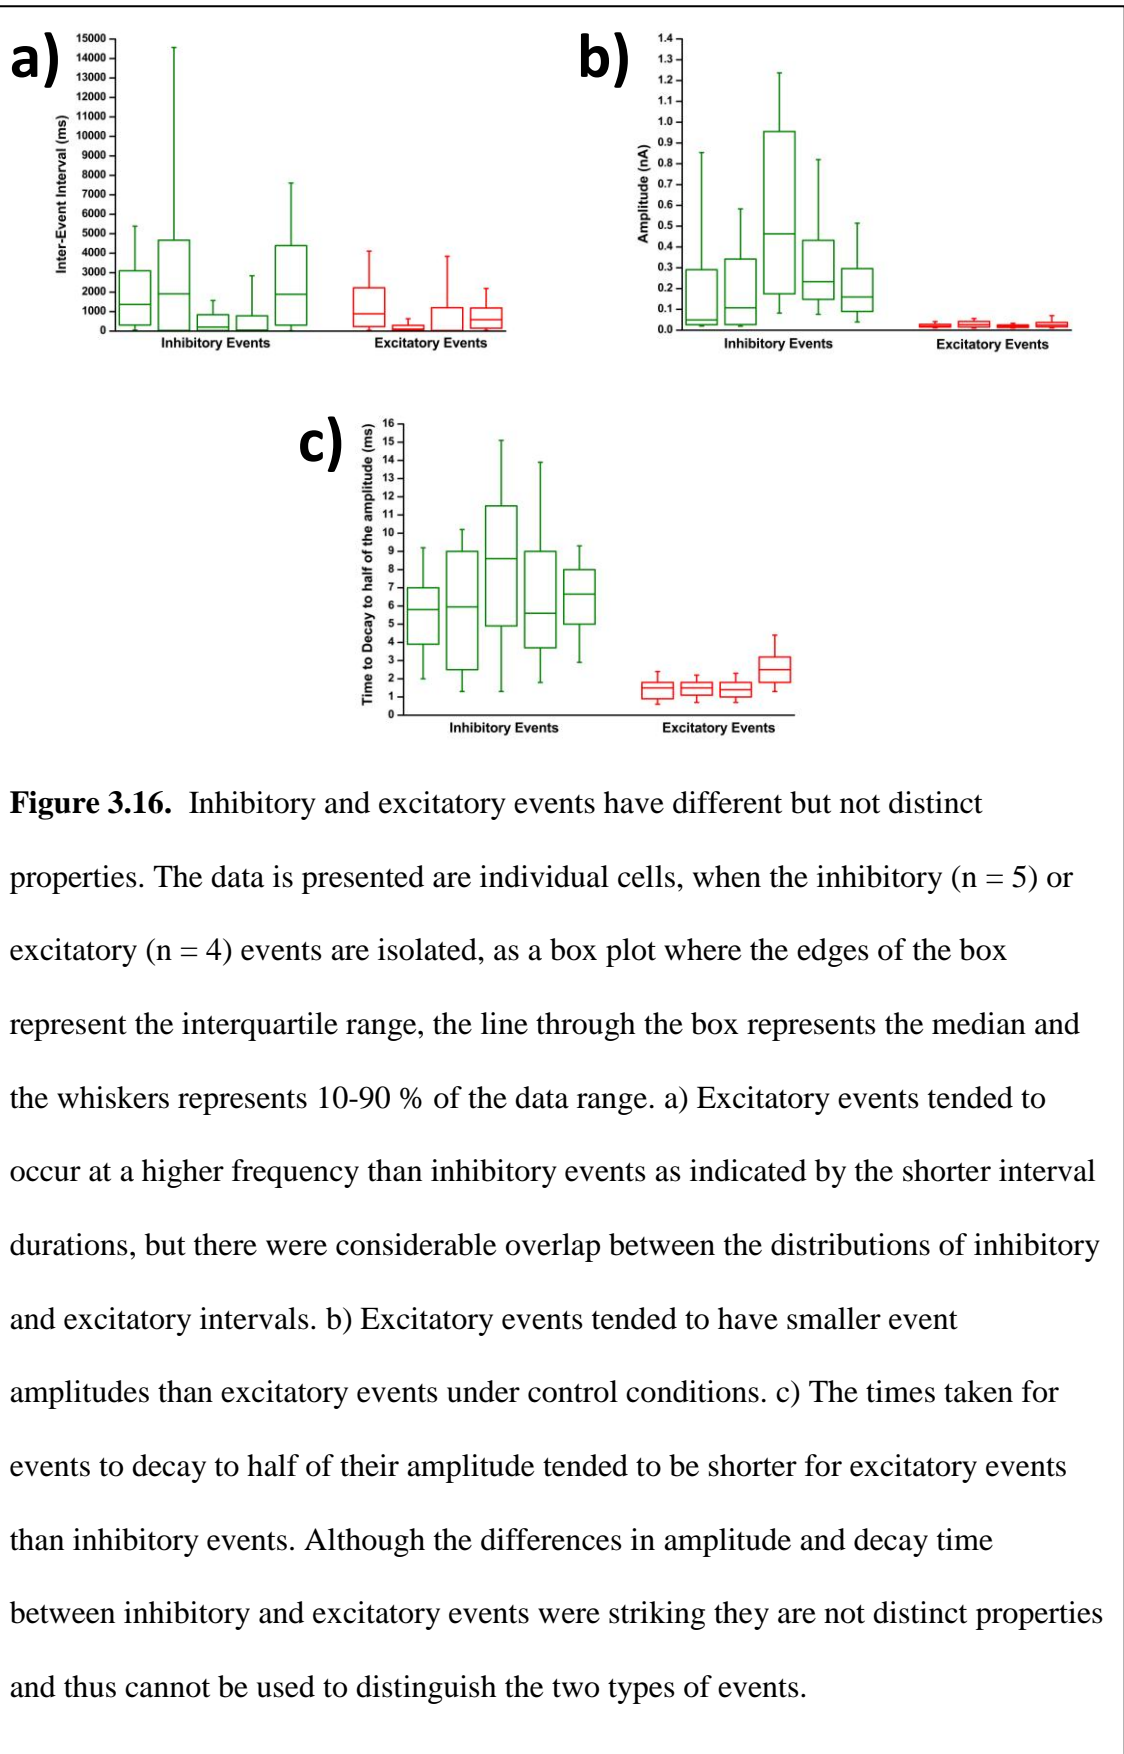 a)
15000
14000
13000
12000
11000
10000
9000
8000
7000
6000
5000
4000
3000
2000
1000
0
Inter-Event Interval (ms)
Inhibitory Events
Excitatory Events
b)
1.4
1.3
1.2
1.1
1.0
0.9
0.8
0.7
0.6
0.5
0.4
0.3
0.2
0.1
0.0
Amplitude (nA)
Inhibitory Events
Excitatory Events
c)
16
15
14
13
12
11
10
9
8
7
6
5
4
3
2
1
0
Time to Decay to half of the amplitude (ms)
Inhibitory Events
Excitatory Events
Figure 3.16. Inhibitory and excitatory events have different but not distinct
properties. The data is presented are individual cells, when the inhibitory (n = 5) or
excitatory (n = 4) events are isolated, as a box plot where the edges of the box
represent the interquartile range, the line through the box represents the median and
the whiskers represents 10-90 % of the data range. a) Excitatory events tended to
occur at a higher frequency than inhibitory events as indicated by the shorter interval
durations, but there were considerable overlap between the distributions of inhibitory
and excitatory intervals. b) Excitatory events tended to have smaller event
amplitudes than excitatory events under control conditions. c) The times taken for
events to decay to half of their amplitude tended to be shorter for excitatory events
than inhibitory events. Although the differences in amplitude and decay time
between inhibitory and excitatory events were striking they are not distinct properties
and thus cannot be used to distinguish the two types of events.